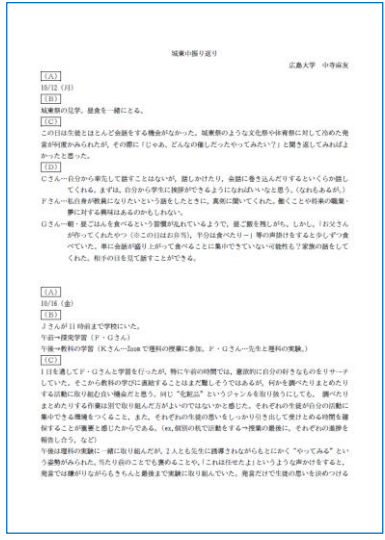 城東中振り返り
広島大学 中寺麻友
(A)
10/12（月）
(B)
城東祭の見学、昼食を一緒にとる。
(C)
この日は生徒とほとんど会話をする機会がなかった。城東祭のような文化祭や体育祭に対して冷めた発
言が何度かみられたが、その際に「じゃあ、どんなの催しだったらやってみたい？」と聞き返してみればよ
かったと思った。
(D)
Cさん…自分から率先して話すことはないが、話しかけたり、会話に巻き込んだりするといくらか話し
てくれる。まずは、自分から学生に挨拶ができるようになればいいなと思う。（なれもあるが。）
Fさん…私自身が教員になりたいという話をしたときに、真剣に聞いてくれた。働くことや将来の職業・
夢に対する興味はあるのかもしれない。
Gさん…朝・昼ごはんを食べるという習慣が乱れているようで、昼ご飯を残しがち。しかし、「お父さん
が作ってくれたやつ（※この日はお弁当）、半分は食べたり～」等の声掛けをすると少しずつ食
べていた。単に会話が盛り上がって食べることに集中できていない可能性も？家族の話をして
くれた。相手の目を見て話すことができる。
(A)
10/16（金）
(B)
Jさんが11時前まで学校にいた。
午前→探究学習（F・Gさん）
午後→教科の学習（Kさん…Zoomで理科の授業に参加、F・Gさん…先生と理科の実験。）
(C)
1日を通してF・Gさんと学習を行ったが、特に午前の時間では、意欲的に自分の好きなものをリサーチ
していた。そこから教科の学びに直結することはまだ難しそうではあるが、何かを調べたりまとめたり
する活動に取り組む良い機会だと思う。同じ“化粧品”というジャンルを取り扱うにしても、調べたり
まとめたりする作業は別で取り組んだ方がよいのではないかと感じた。それぞれの生徒が自分の活動に
集中できる環境をつくること、また、それぞれの生徒の思いをしっかり引き出して受けとめる時間を確
保することが重要と感じたからである。（ex,個別の机で活動をする→授業の最後に、それぞれの進捗を
報告し合う、など）
午後は理科の実験に一緒に取り組んだが、2人とも先生に誘導されながらもとにかく“やってみる”とい
う姿勢がみられた。当たり前のことでも褒めることや、「これは任せたよ」というような声かけをすると、
発言では嫌がりながらもきちんと最後まで実験に取り組んでいた。発言だけで生徒の思いを決めつける